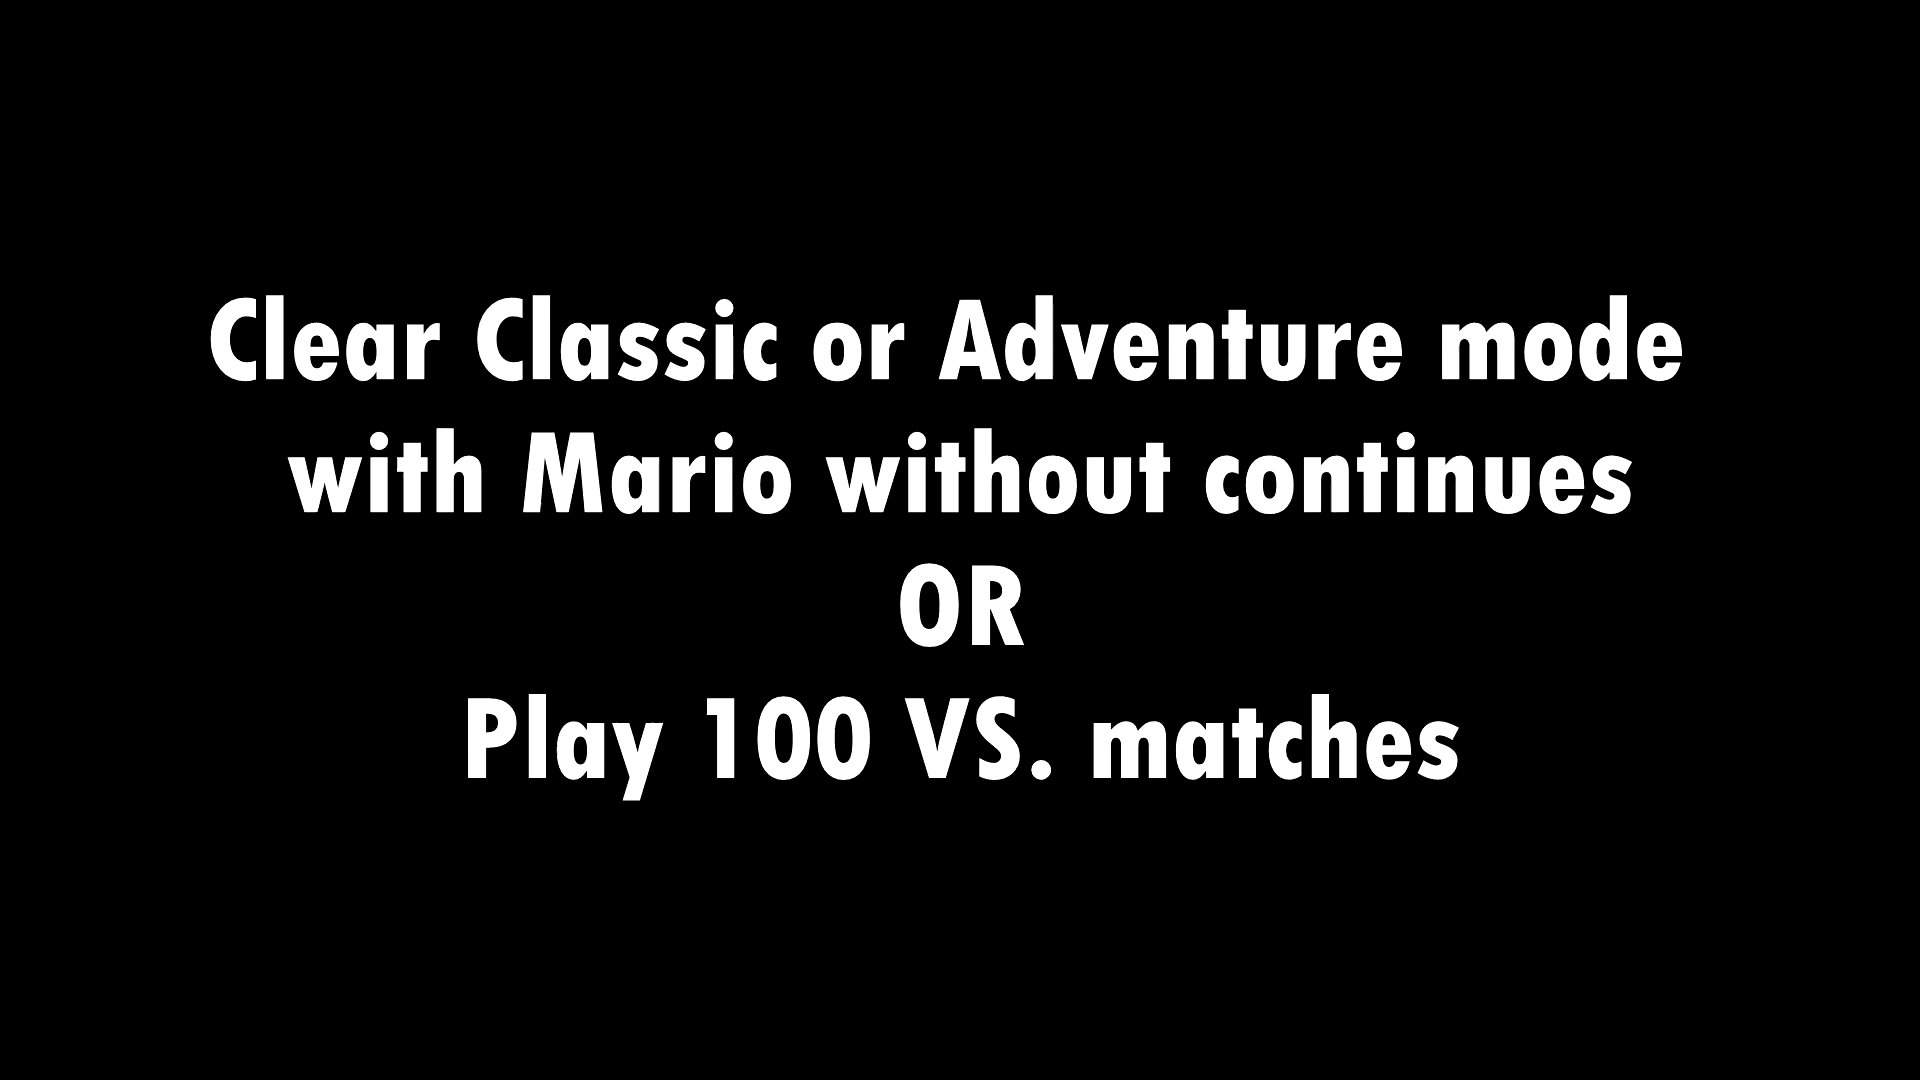 Clear Classic or Adventure mode
with Mario without continues
OR
Play 100 VS. matches